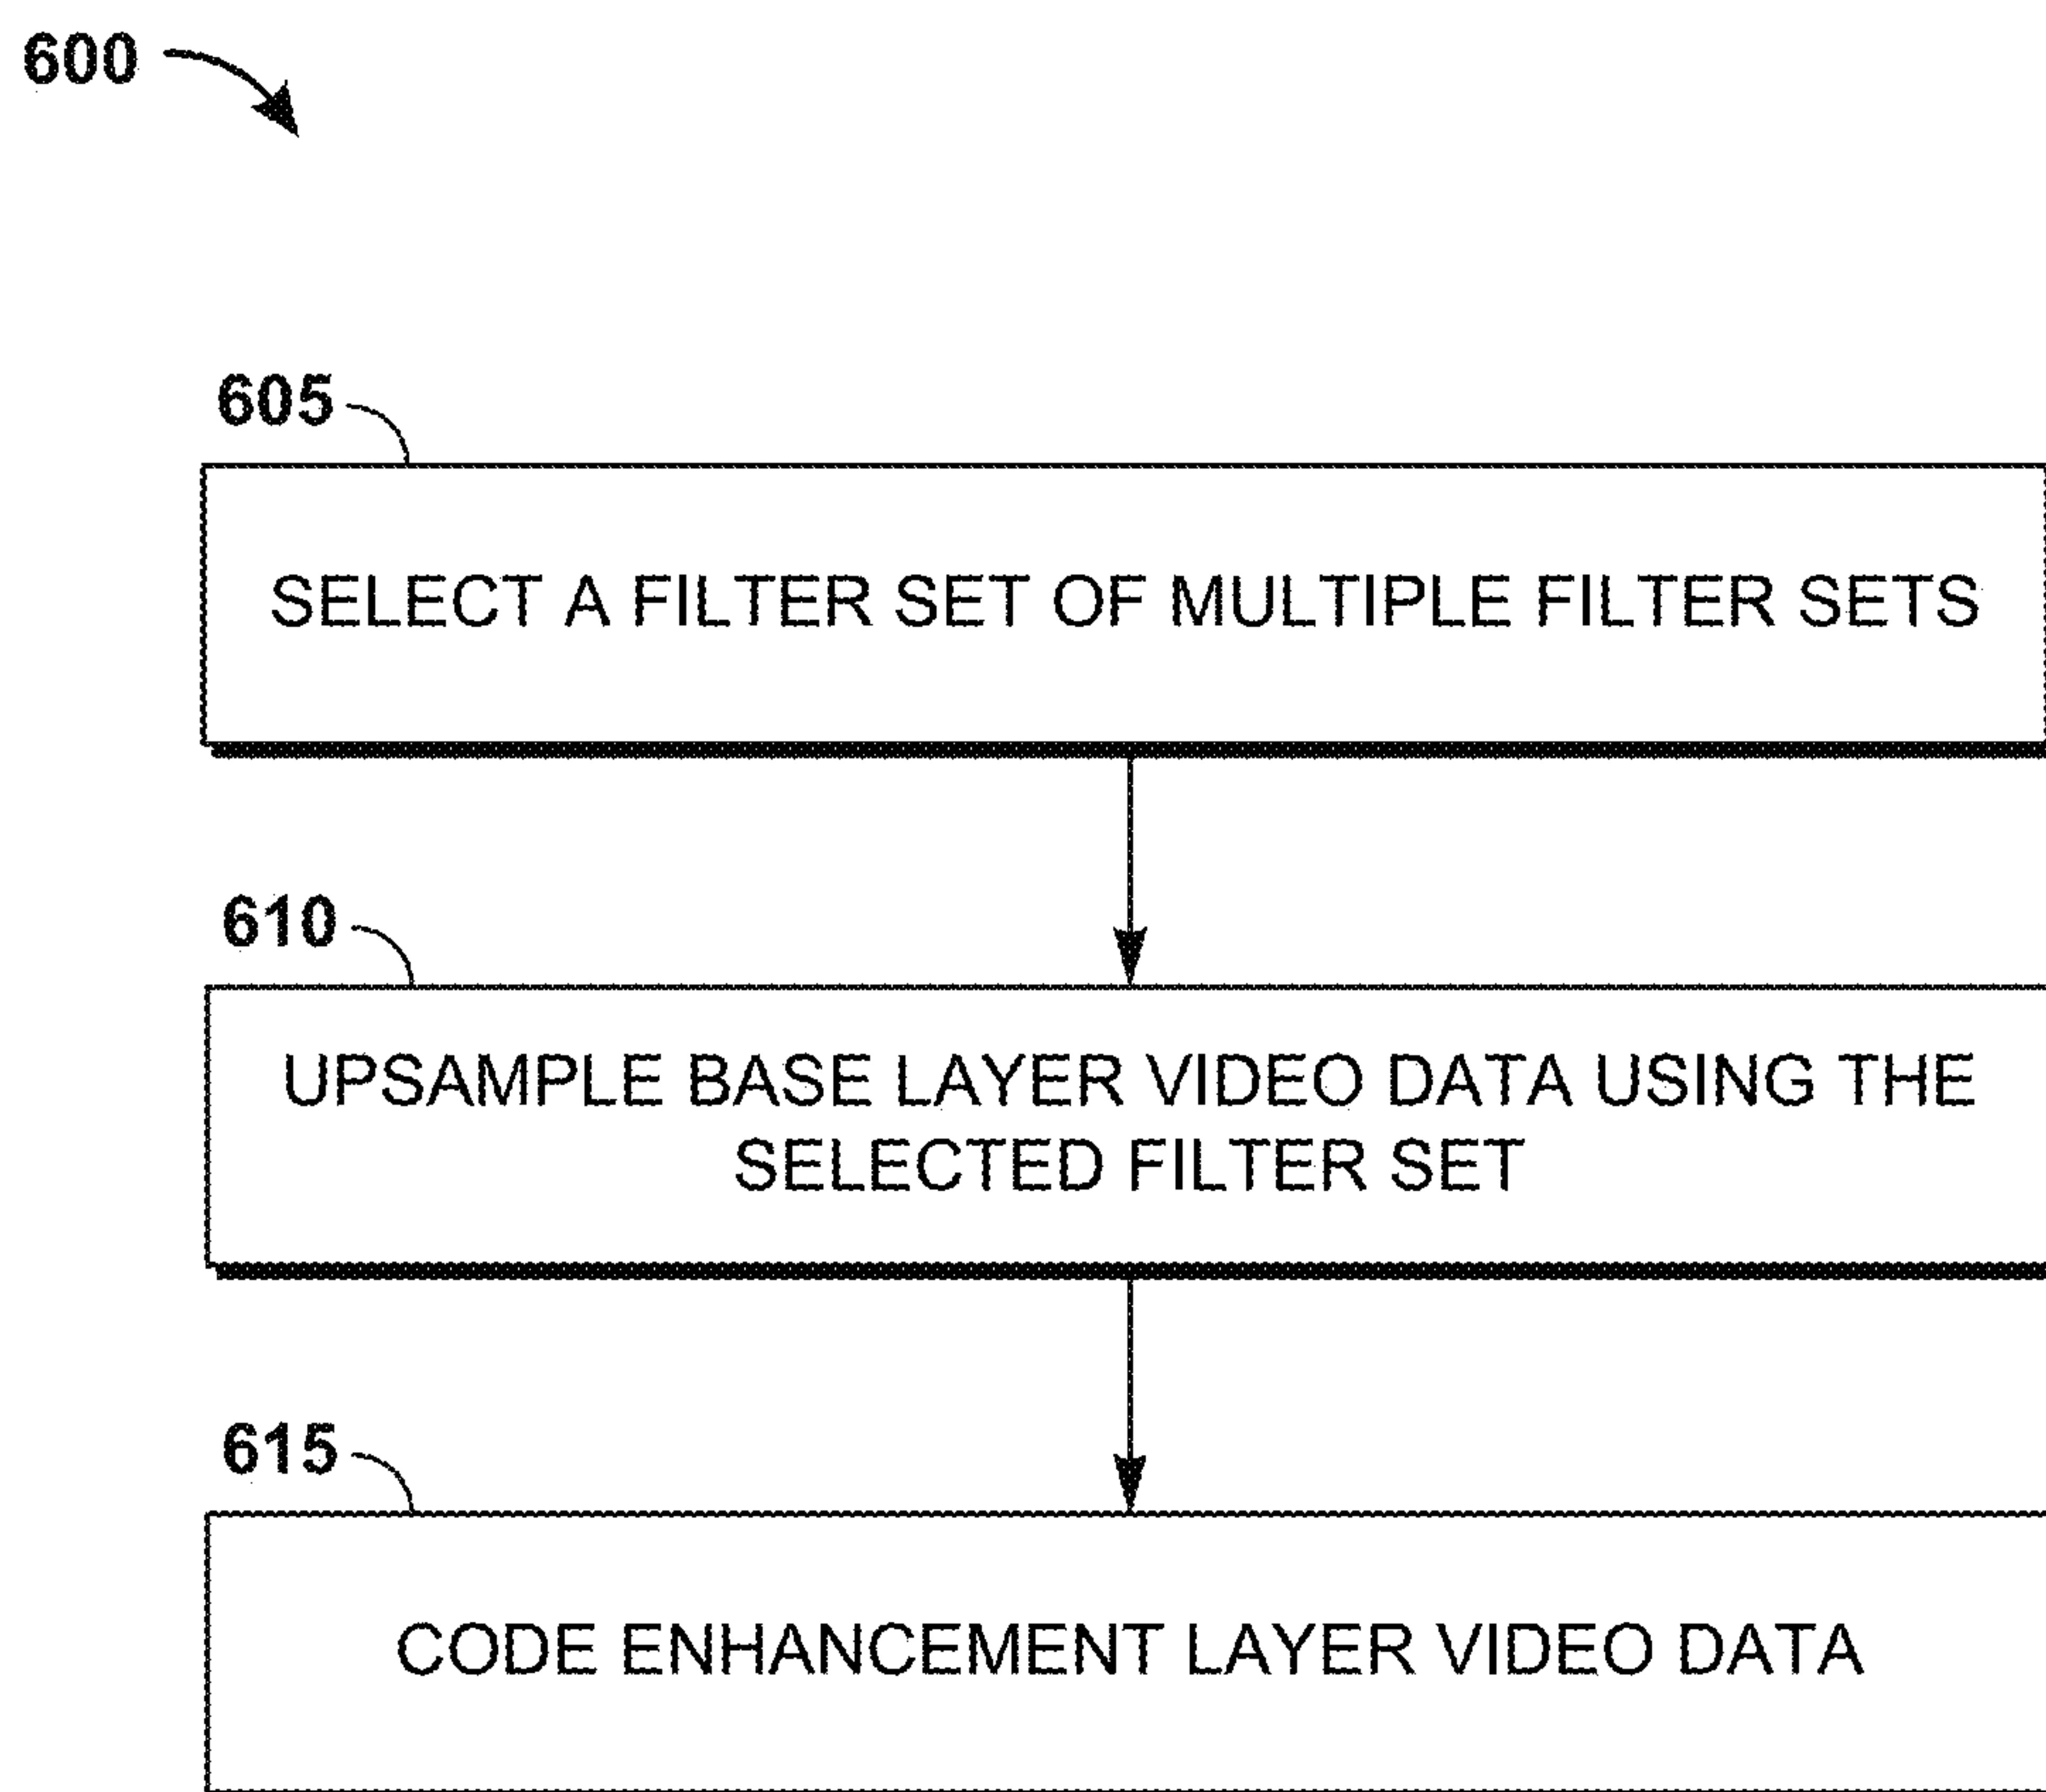 600
605
SELECT A FILTER SET OF MULTIPLE FILTER SETS
610
UPSAMPLE BASE LAYER VIDEO DATA USING THE
SELECTED FILTER SET
615
CODE ENHANCEMENT LAYER VIDEO DATA